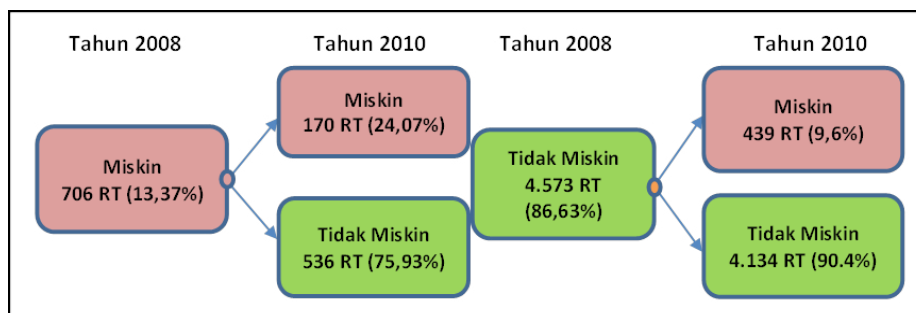 Tahun 2008
Tahun 2010
Tahun 2008
Tahun 2010
Miskin
706 RT (13,37%)
Miskin
170 RT (24,07%)
Tidak Miskin
536 RT (75,93%)
Tidak Miskin
4.573 RT
(86,63%)
Miskin
439 RT (9,6%)
Tidak Miskin
4.134 RT (90.4%)